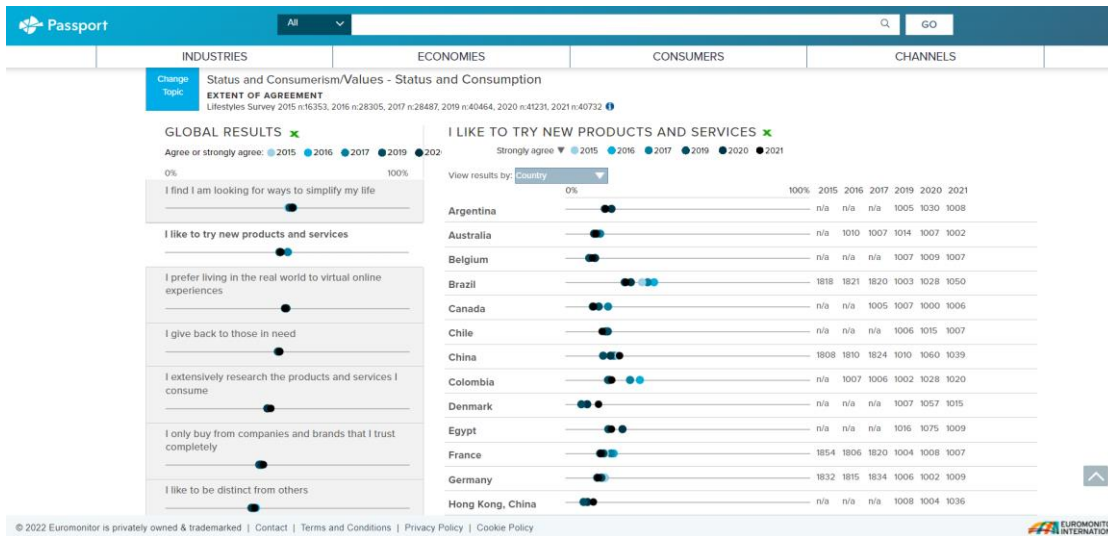 Passport
All
GO
INDUSTRIES ECONOMIES CONSUMERS CHANNELS
Change Topic
Status and Consumerism/Values - Status and Consumption
EXTENT OF AGREEMENT
Lifestyles Survey 2015 n:16353, 2016 n:28305, 2017 n:28487, 2019 n:40464, 2020 n:41231, 2021 n:40732
GLOBAL RESULTS
Agree or strongly agree: 2015 2016 2017 2019 202
0% 100%
I find I am looking for ways to simplify my life
I like to try new products and services
I prefer living in the real world to virtual online
experiences
I give back to those in need
I extensively research the products and services I
consume
I only buy from companies and brands that I trust
completely
I like to be distinct from others
I LIKE TO TRY NEW PRODUCTS AND SERVICES
Strongly agree 2015 2016 2017 2019 2020 2021
View results by: Country
0% 100% 2015 2016 2017 2019 2020 2021
Argentina n/a n/a n/a 1005 1030 1008
Australia n/a 1010 1007 1014 1007 1002
Belgium n/a n/a n/a 1007 1009 1007
Brazil 1818 1821 1820 1003 1028 1050
Canada n/a n/a 1005 1007 1000 1006
Chile n/a n/a n/a 1006 1015 1007
China 1808 1810 1824 1010 1060 1039
Colombia n/a 1007 1006 1002 1028 1020
Denmark n/a n/a n/a 1007 1057 1015
Egypt n/a n/a n/a 1016 1075 1009
France 1854 1806 1820 1004 1008 1007
Germany 1832 1815 1834 1006 1002 1009
Hong Kong, China n/a n/a n/a 1008 1004 1036
© 2022 Euromonitor is privately owned & trademarked | Contact | Terms and Conditions | Privacy Policy | Cookie Policy
EUROMONITO
INTERNATION